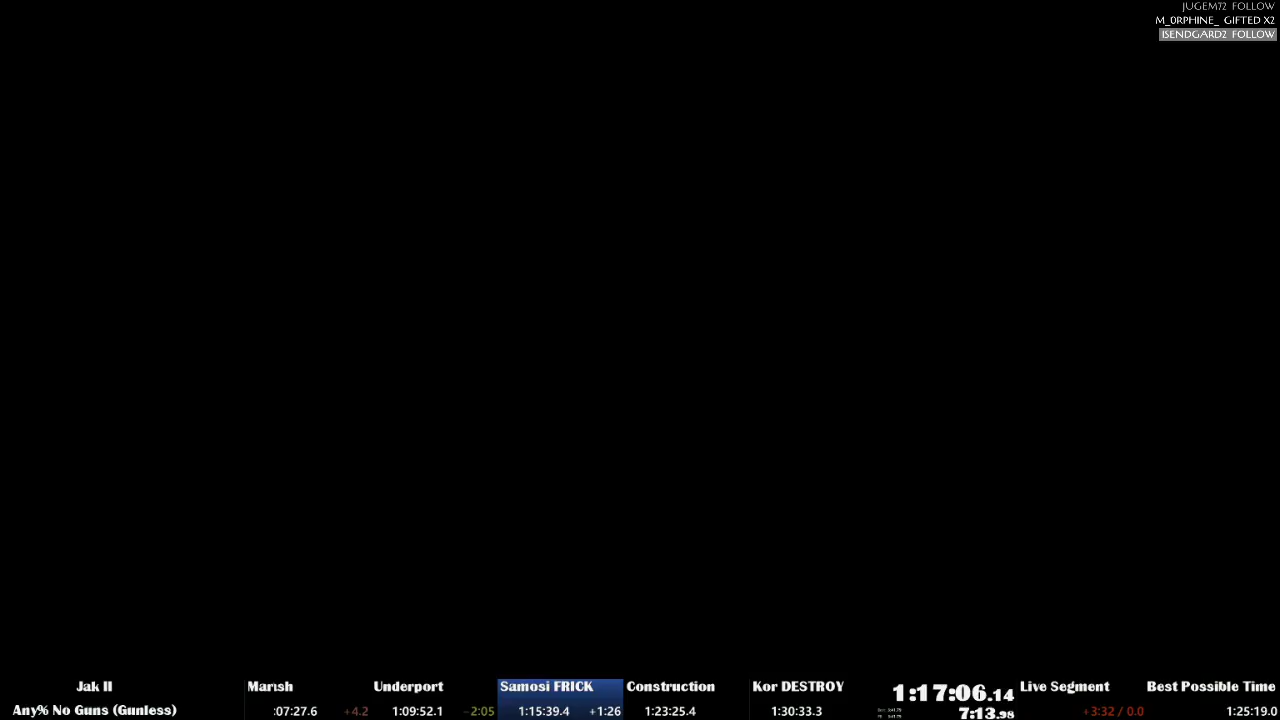 JUGEM72 FOLLOW
M_0RPHINE_ GIFTED X2
ISENDGARD2 FOLLOW
Jak II
Any% No Guns (Gunless)
Marish
:07:27.6
+4.2
Underport
1:09:52.1
-2:05
Samosi FRICK
1:15:39.4
+1:26
Construction
1:23:25.4
Kor DESTROY
1:30:33.3
1:17:06.14
7:13.98
Live Segment
+3:32 / 0.0
Best Possible Time
1:25:19.0